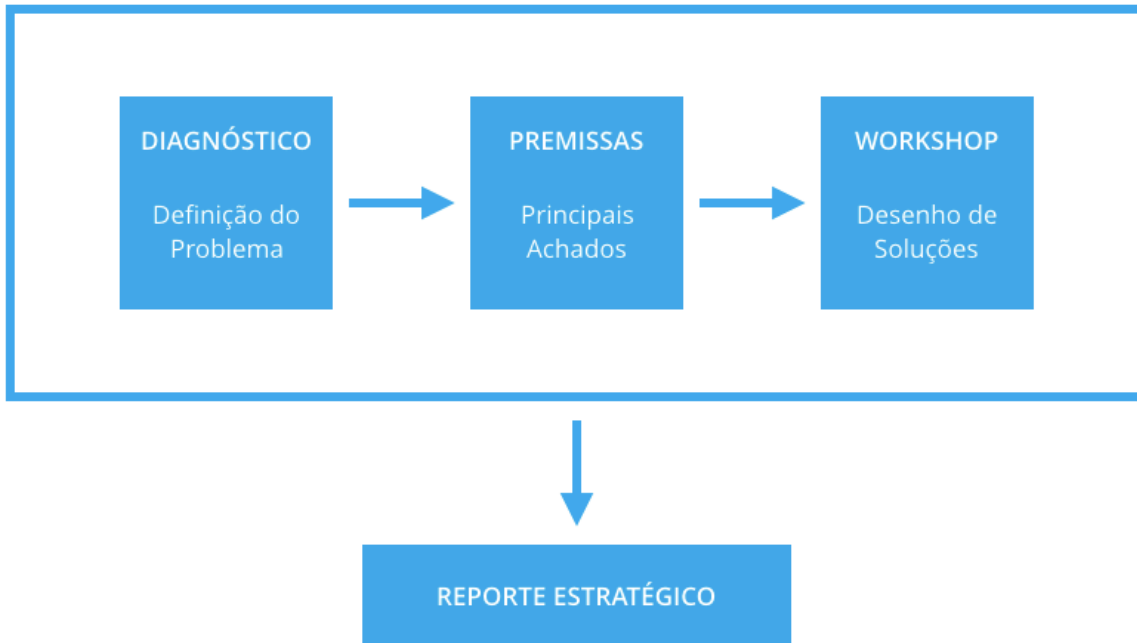 DIAGNÓSTICO
Definição do
Problema
PREMISSAS
Principais
Achados
WORKSHOP
Desenho de
Soluções
REPORTE ESTRATÉGICO